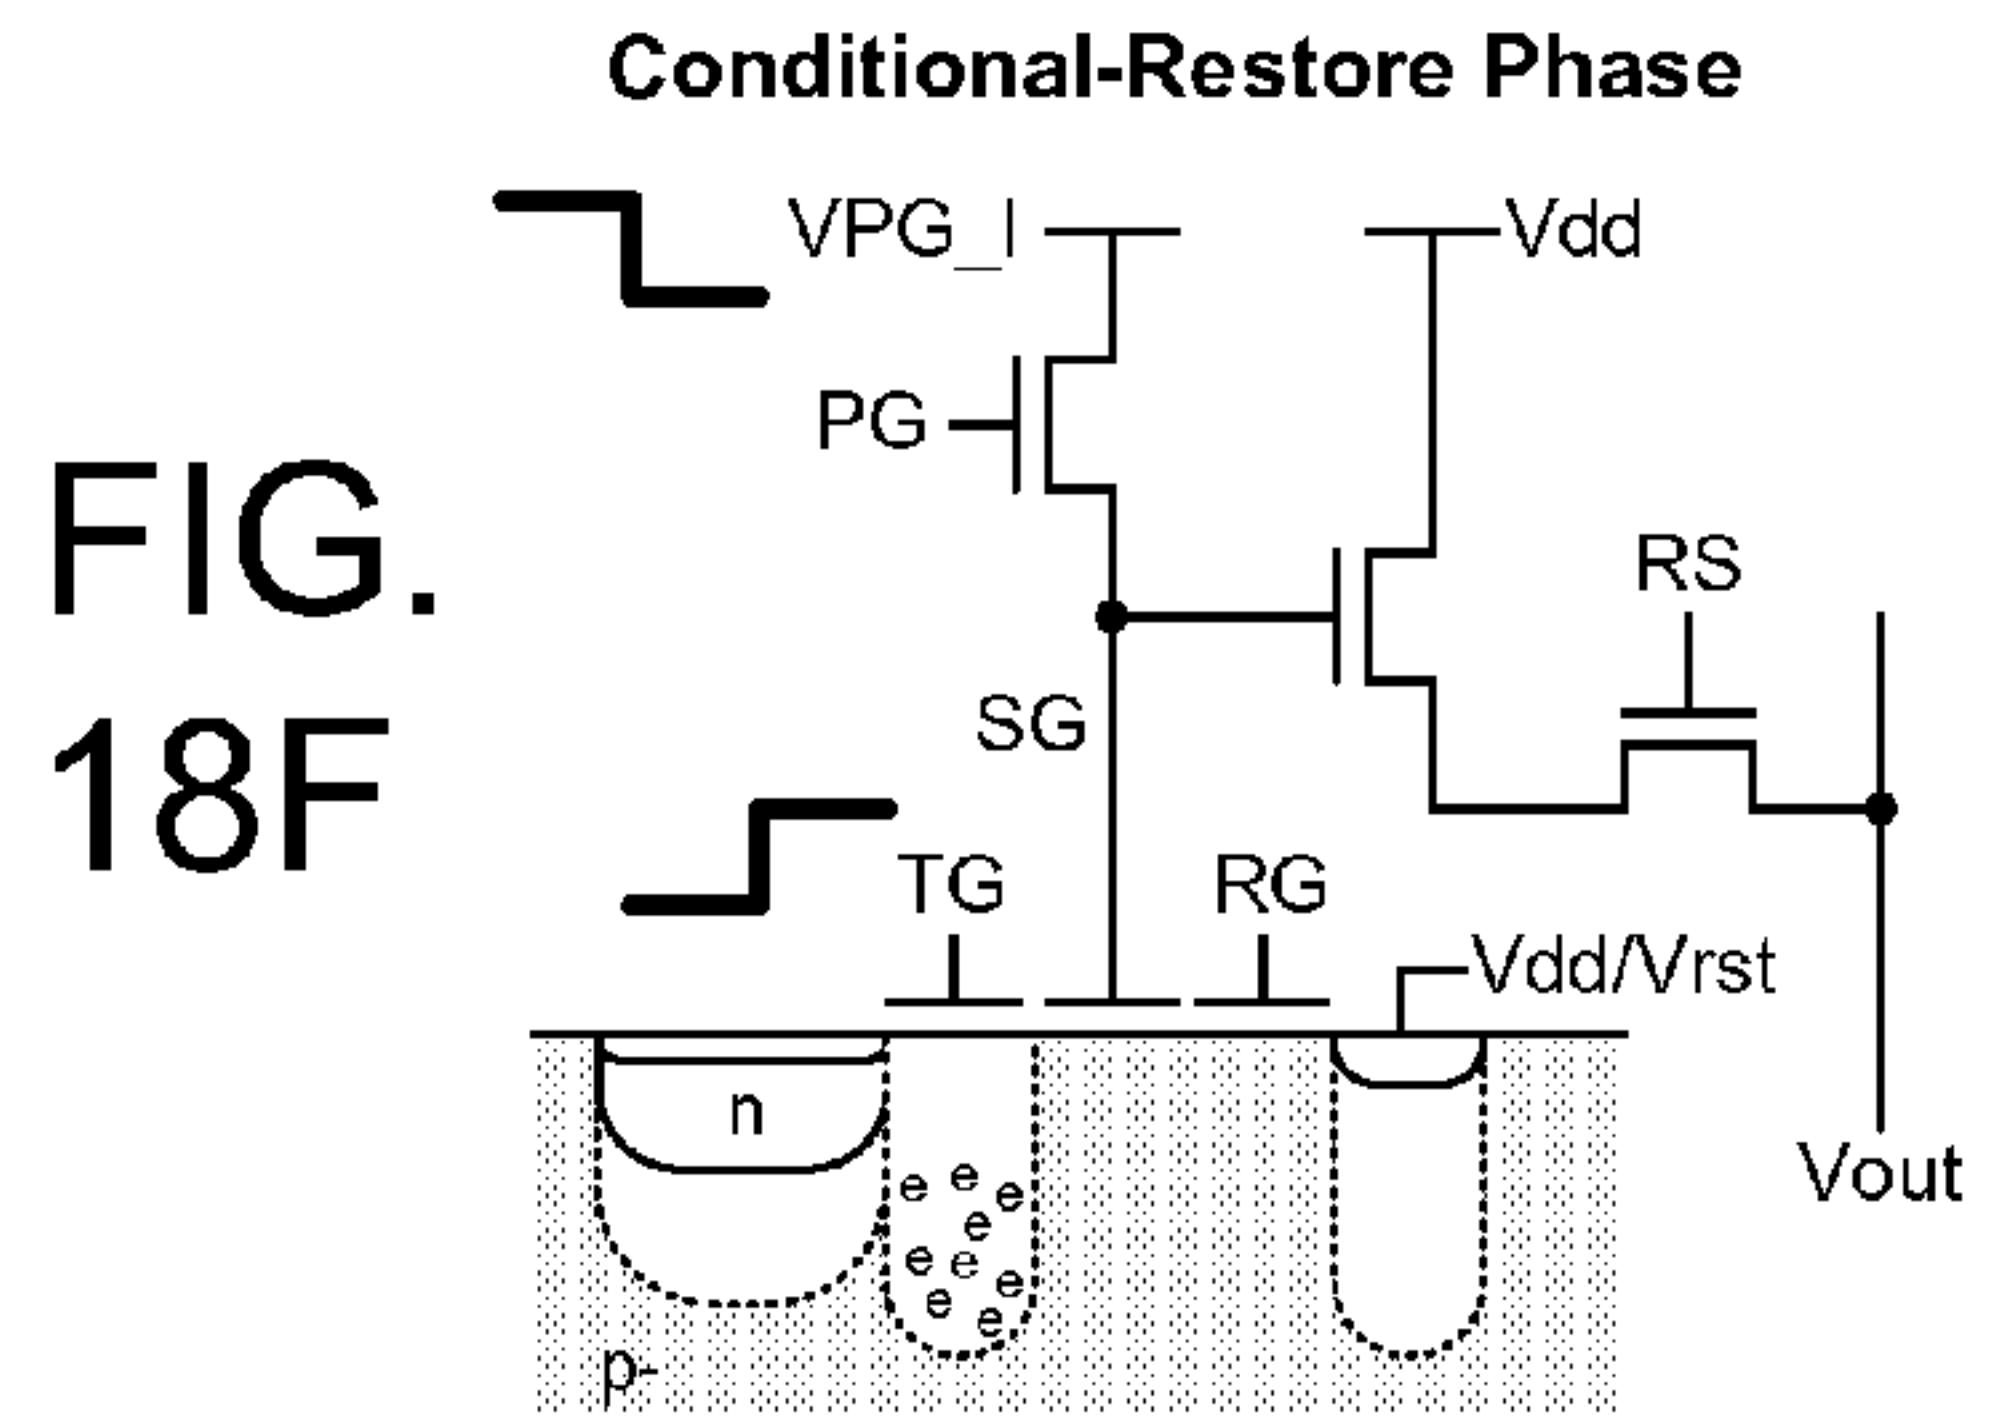 Conditional-Restore Phase
VPG_I
Vdd
PG
FIG.
18F
RS
SG
TG
RG
Vdd/Vrst
n
Vout
p-